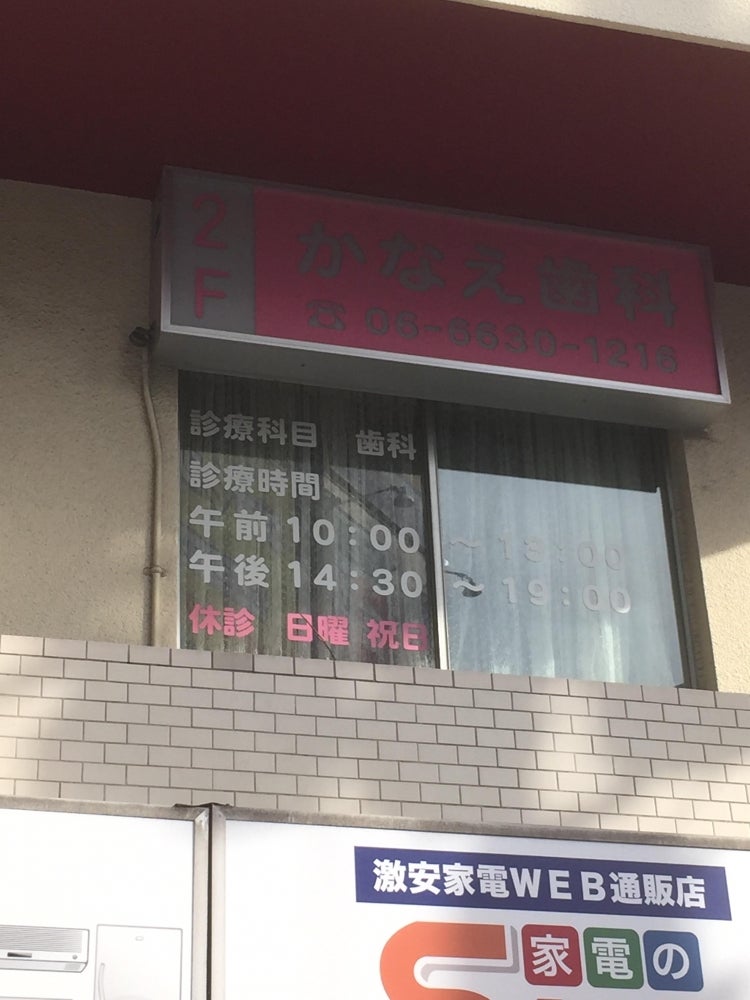 2F
かなえ歯科
☎ 06-6630-1216
診療科目 歯科
診療時間
午前 10:00 ～ 13:00
午後 14:30 ～ 19:00
休診 日曜 祝日
激安家電WEB通販店
家電の